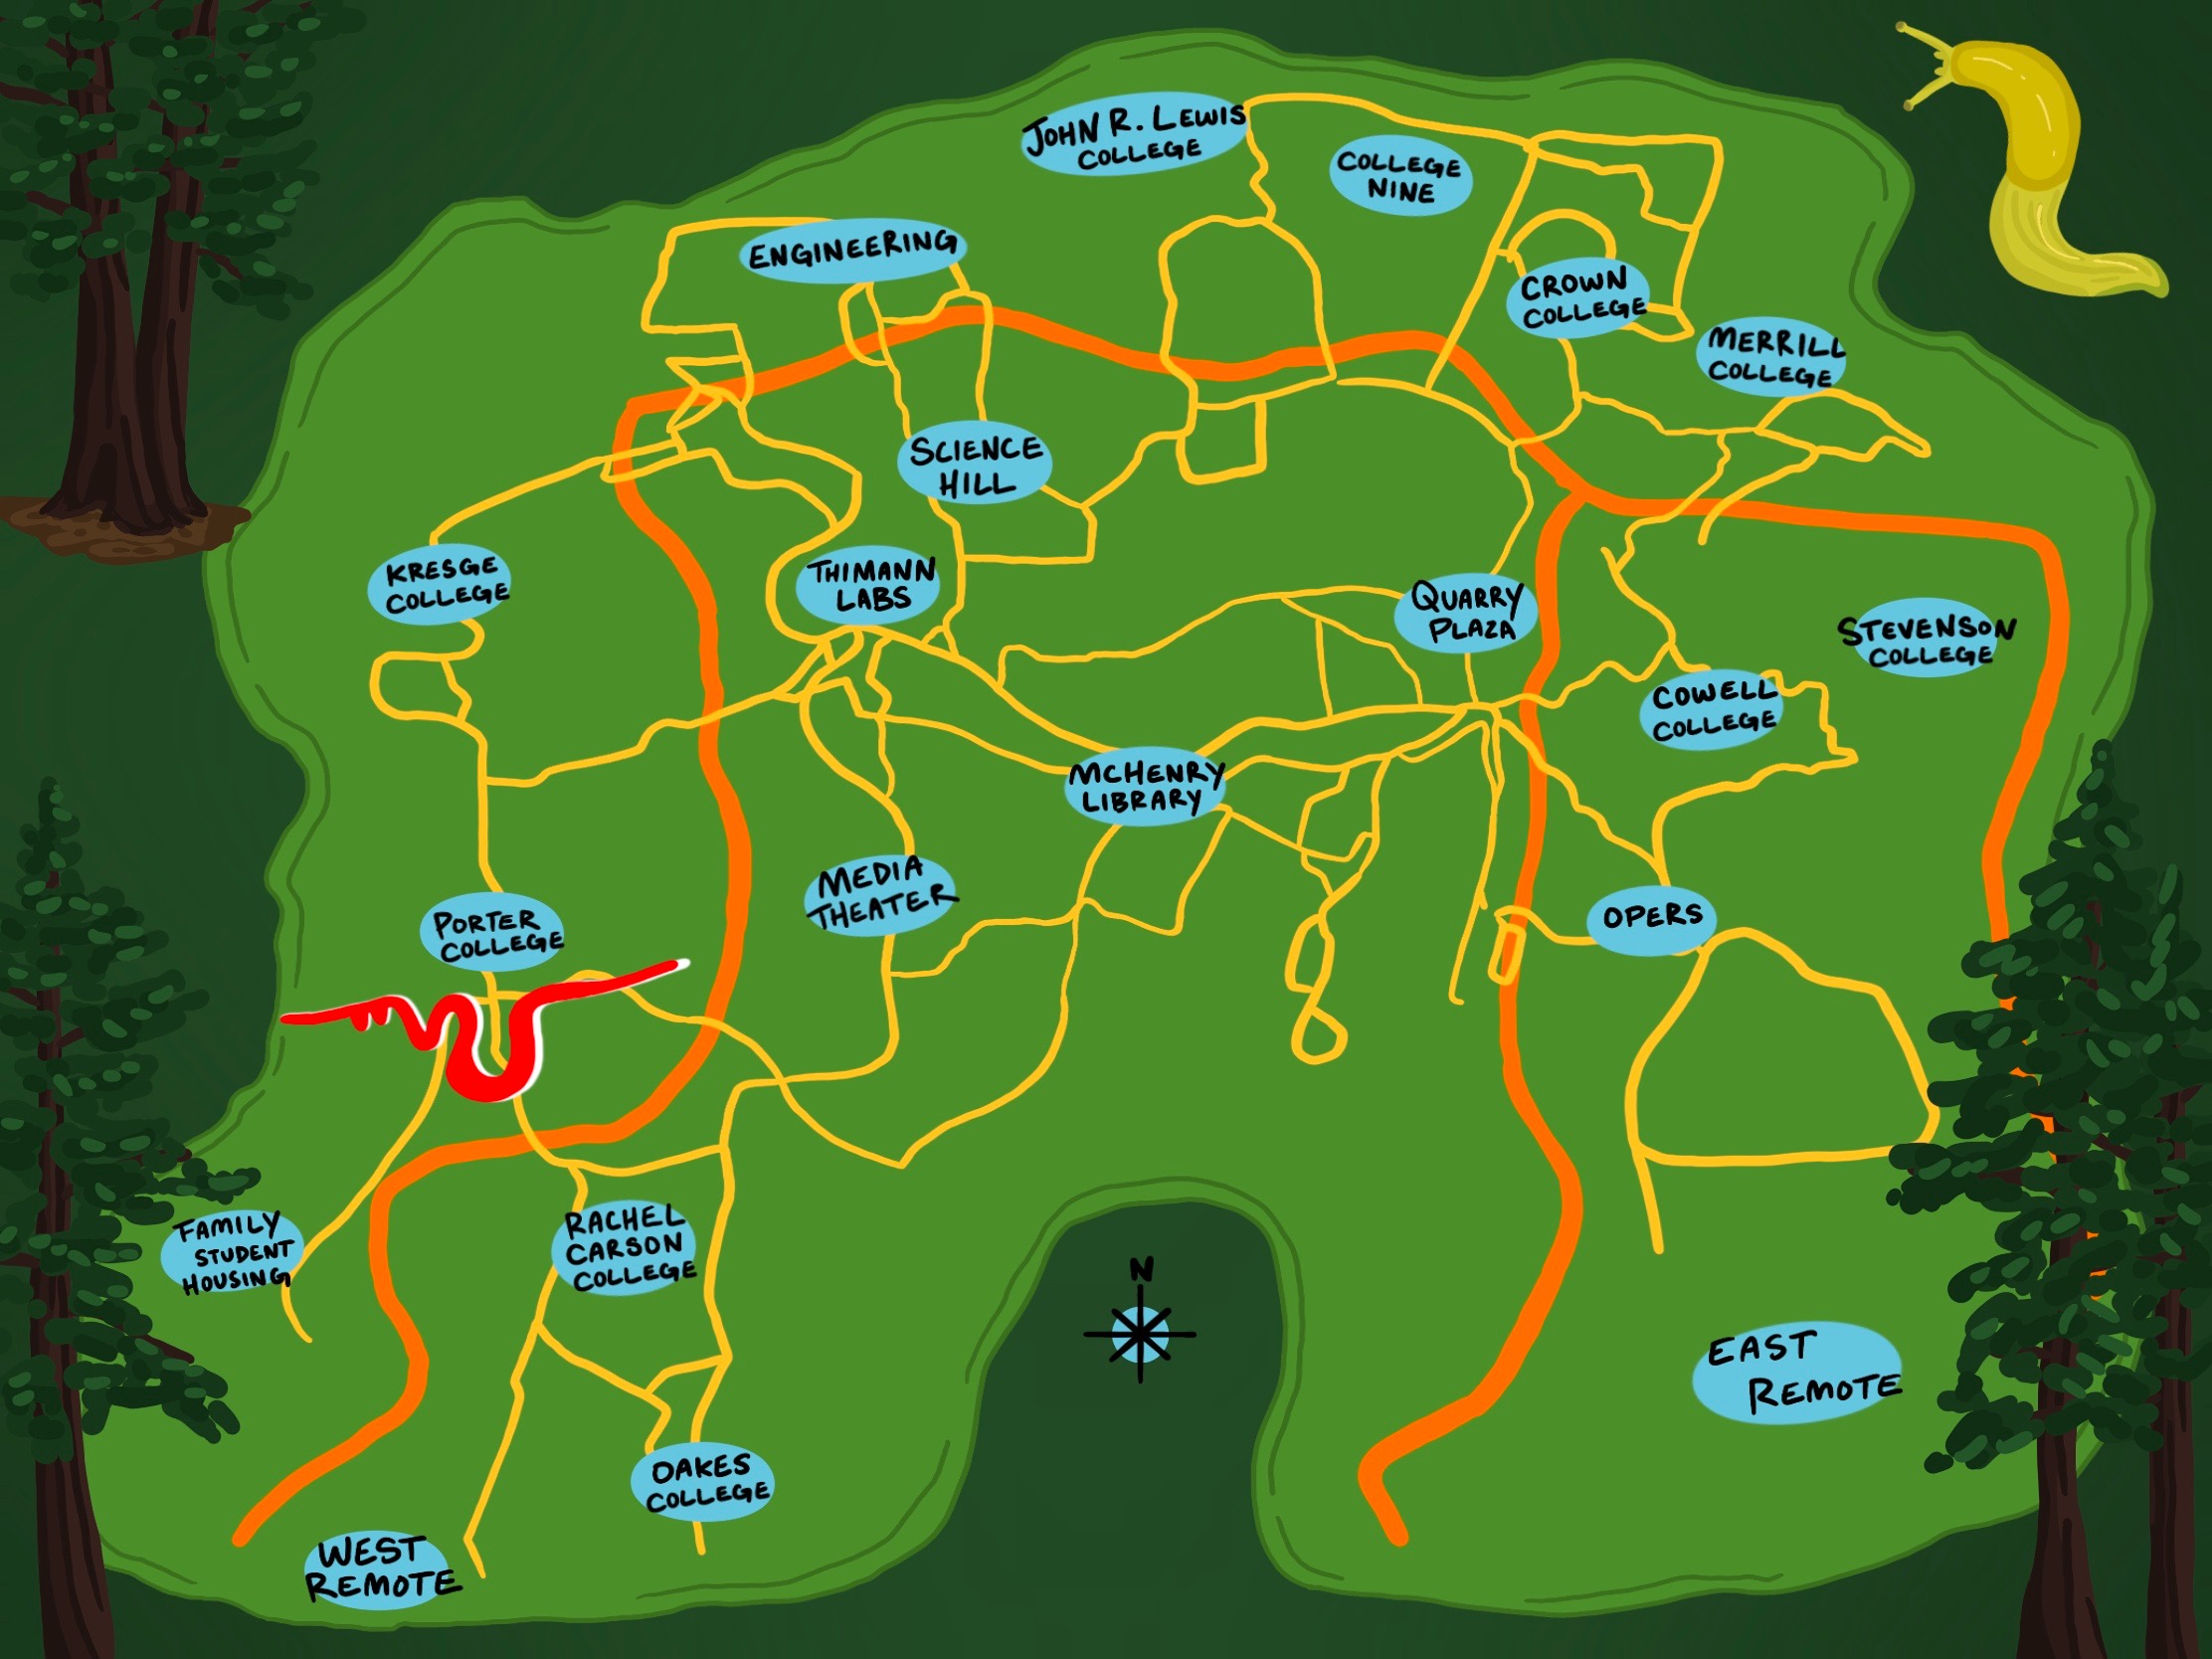 JOHN R. LEWIS
COLLEGE
COLLEGE
NINE
ENGINEERING
CROWN
COLLEGE
MERRILL
COLLEGE
SCIENCE
HILL
KRESGE
COLLEGE
THIMANN
LABS
QUARRY
PLAZA
STEVENSON
COLLEGE
COWELL
COLLEGE
MCHENRY
LIBRARY
MEDIA
THEATER
PORTER
COLLEGE
OPERS
FAMILY
STUDENT
HOUSING
RACHEL
CARSON
COLLEGE
N
EAST
REMOTE
OAKES
COLLEGE
WEST
REMOTE